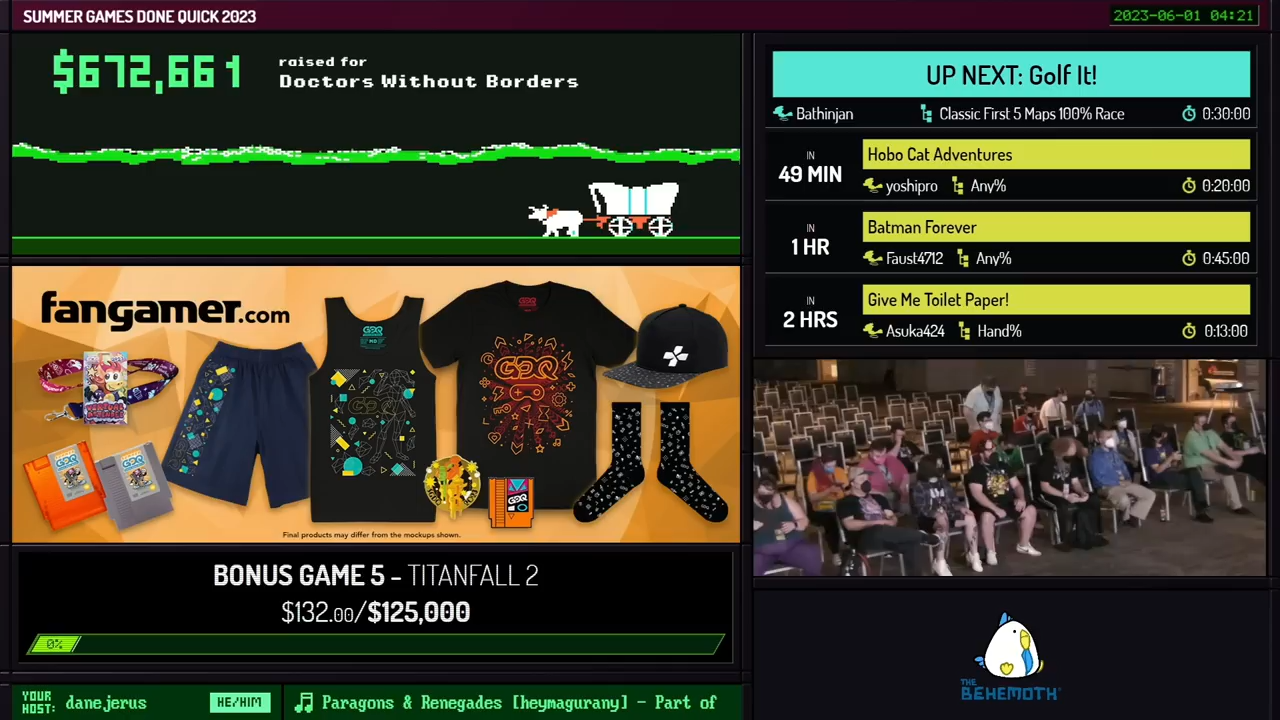 SUMMER GAMES DONE QUICK 2023
2023-06-01 04:21
$672,661
raised for
Doctors Without Borders
fangamer.com
GDQ
GDQ
Final products may differ from the mockups shown.
BONUS GAME 5 - TITANFALL 2
$132.00/$125,000
0%
YOUR HOST:
danejerus
HE/HIM
Paragons & Renegades [heymagurany] - Part of
UP NEXT: Golf It!
Bathinjan
Classic First 5 Maps 100% Race
0:30:00
IN
49 MIN
Hobo Cat Adventures
yoshipro
Any%
0:20:00
IN
1 HR
Batman Forever
Faust4712
Any%
0:45:00
IN
2 HRS
Give Me Toilet Paper!
Asuka424
Hand%
0:13:00
THE
BEHEMOTH